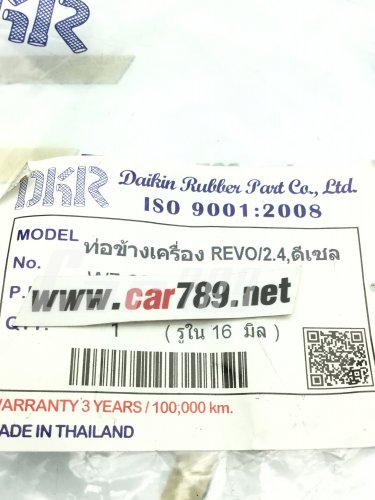 DKR
DKR Daikin Rubber Part Co., Ltd.
ISO 9001:2008
MODEL ท่อข้างเครื่อง REVO/2.4,ดีเซล
No.
www.car789.net
1 ( รูใน 16 มิล )
WARRANTY 3 YEARS / 100,000 km.
MADE IN THAILAND